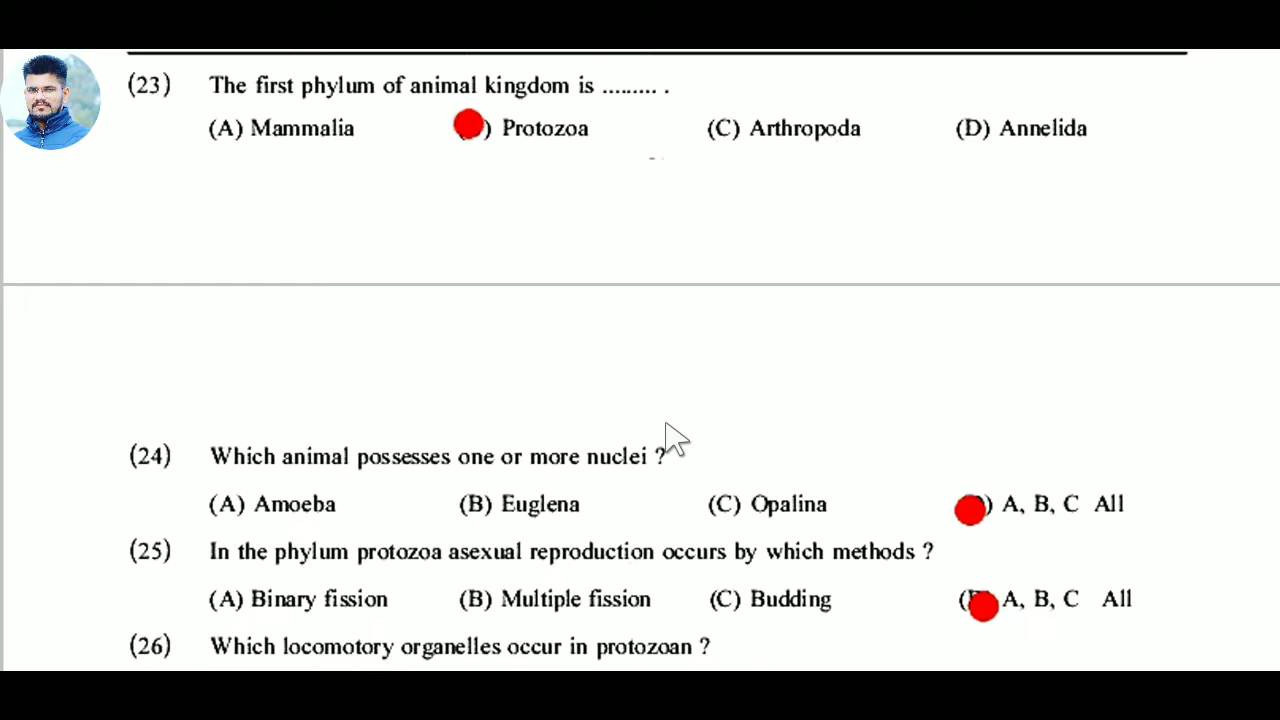 (23) The first phylum of animal kingdom is ......... .
(A) Mammalia ) Protozoa (C) Arthropoda (D) Annelida
(24) Which animal possesses one or more nuclei ?
(A) Amoeba (B) Euglena (C) Opalina ) A, B, C All
(25) In the phylum protozoa asexual reproduction occurs by which methods ?
(A) Binary fission (B) Multiple fission (C) Budding ( A, B, C All
(26) Which locomotory organelles occur in protozoan ?